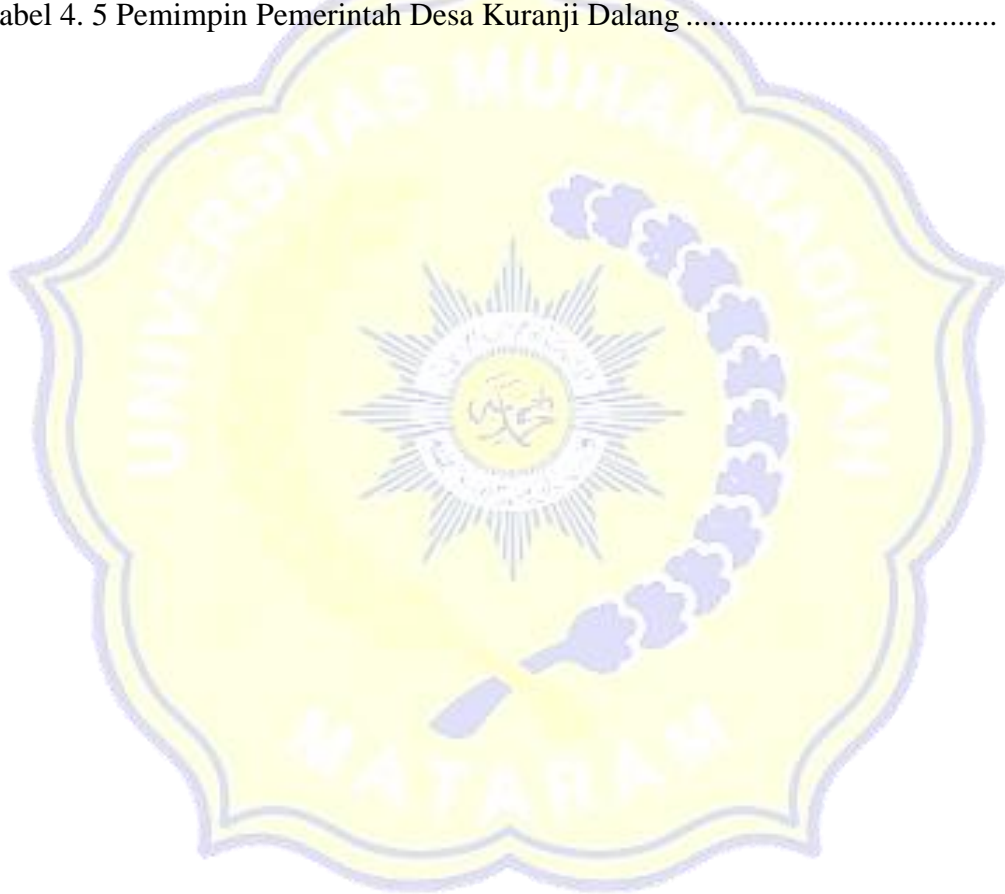 abel 4. 5 Pemimpin Pemerintah Desa Kuranji Dalang .......................................
UNIVERSITAS MUHAMMADIYAH
MATARAM